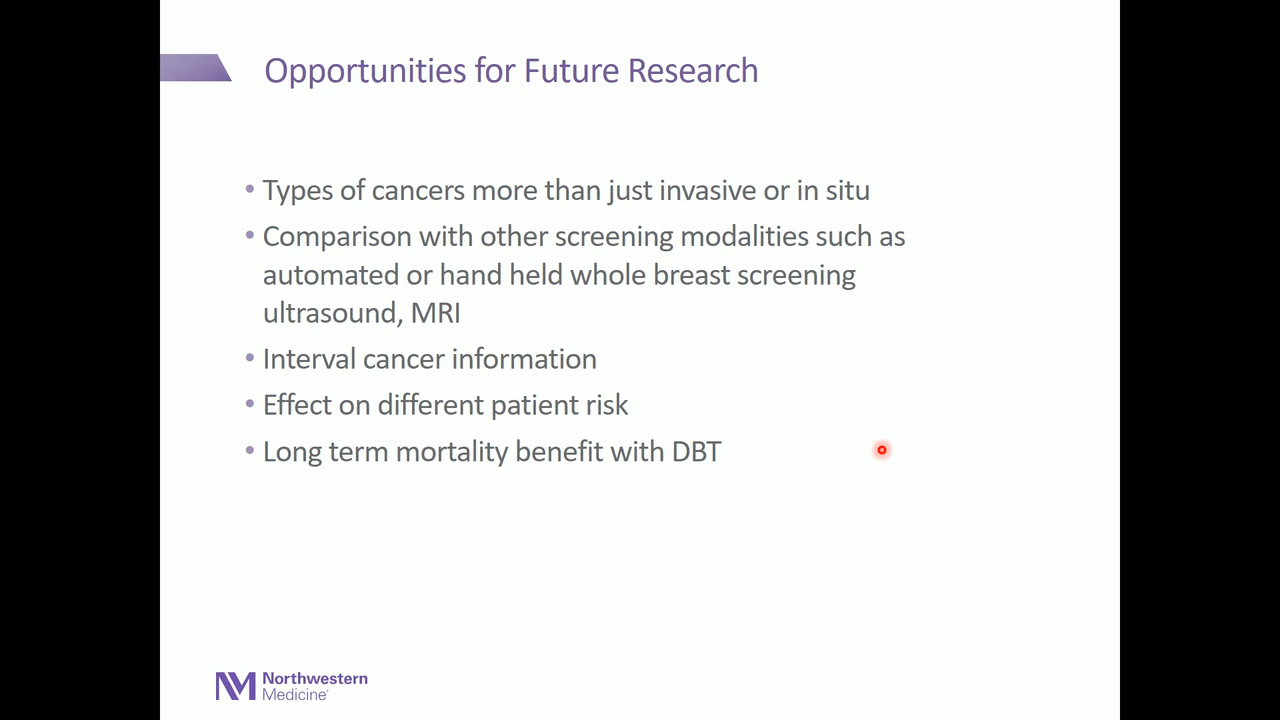 Opportunities for Future Research
• Types of cancers more than just invasive or in situ
• Comparison with other screening modalities such as
automated or hand held whole breast screening
ultrasound, MRI
• Interval cancer information
• Effect on different patient risk
• Long term mortality benefit with DBT
NM Northwestern
Medicine